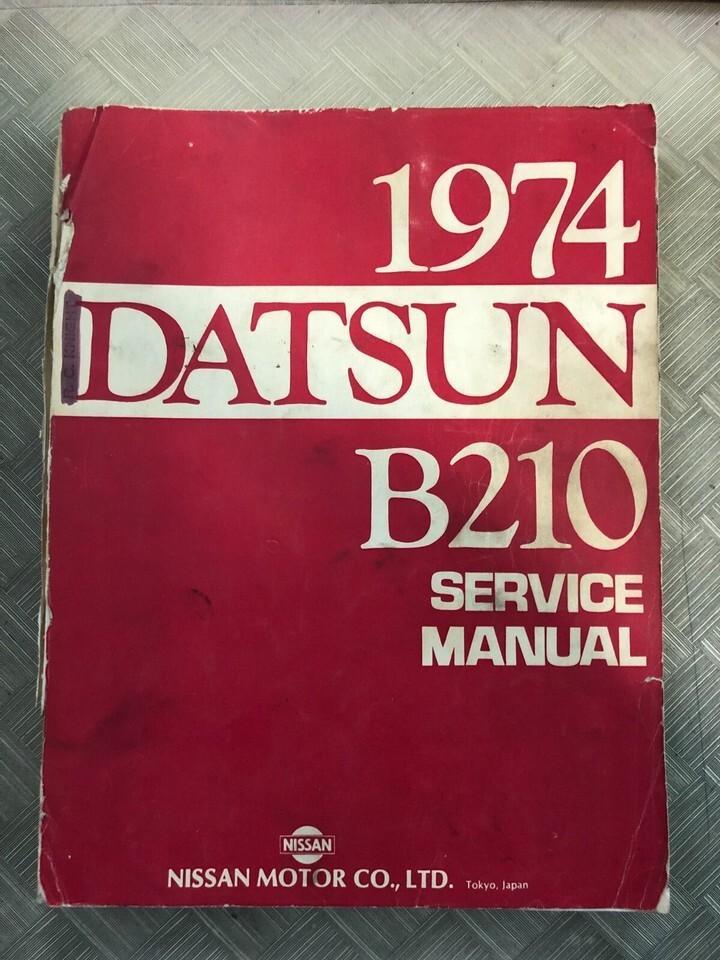 1974
DATSUN
B210
SERVICE
MANUAL
NISSAN
NISSAN MOTOR CO., LTD. Tokyo, Japan